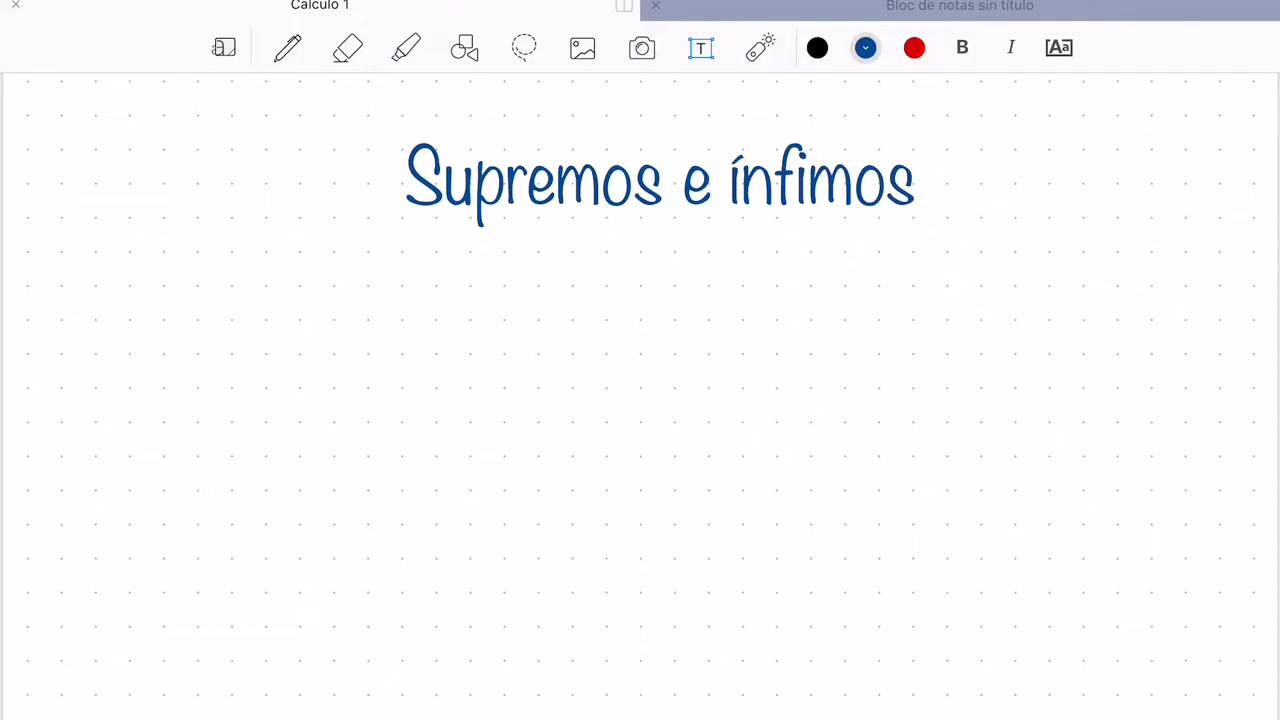 Calculo 1
Bloc de notas sin título
T
B
I
Aa
Supremos e ínfimos